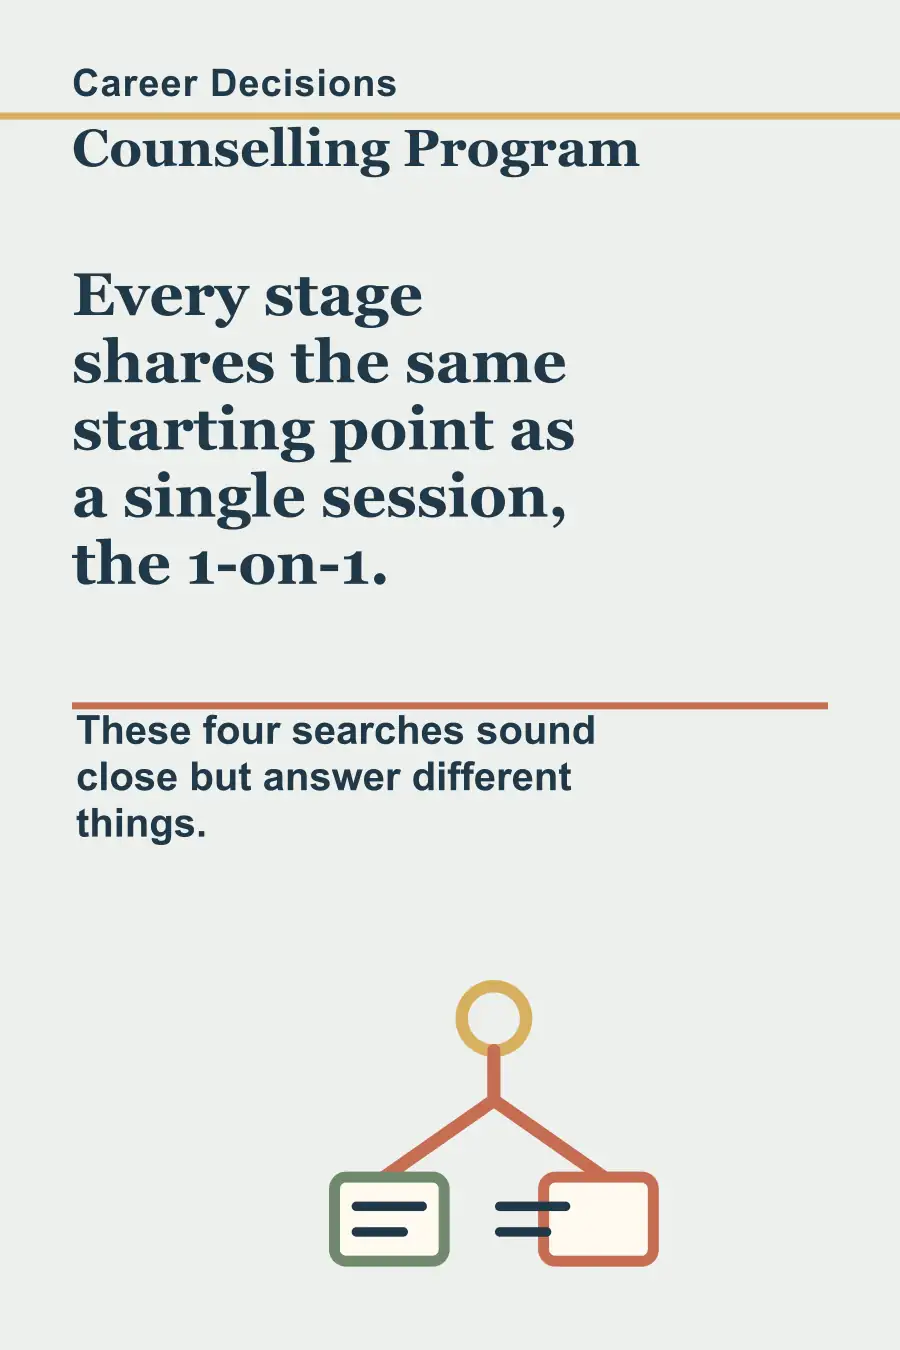 Career Decisions
Counselling Program
Every stage
shares the same
starting point as
a single session,
the 1-on-1.
These four searches sound
close but answer different
things.